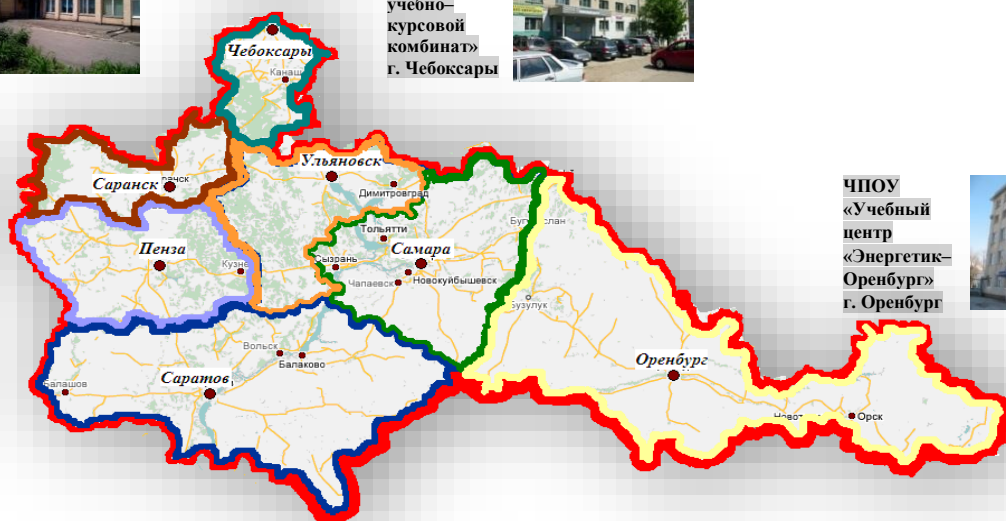 учебно–
курсовой
комбинат»
г. Чебоксары
Чебоксары
Канаш
Ульяновск
Саранск
Димитровград
ЧПОУ
«Учебный
центр
«Энергетик–
Оренбург»
г. Оренбург
Тольятти
Пенза
Самара
Сызрань
Чапаевск
Новокуйбышевск
Бузулук
Вольск
Балаково
Оренбург
Саратов
Балашов
Орск